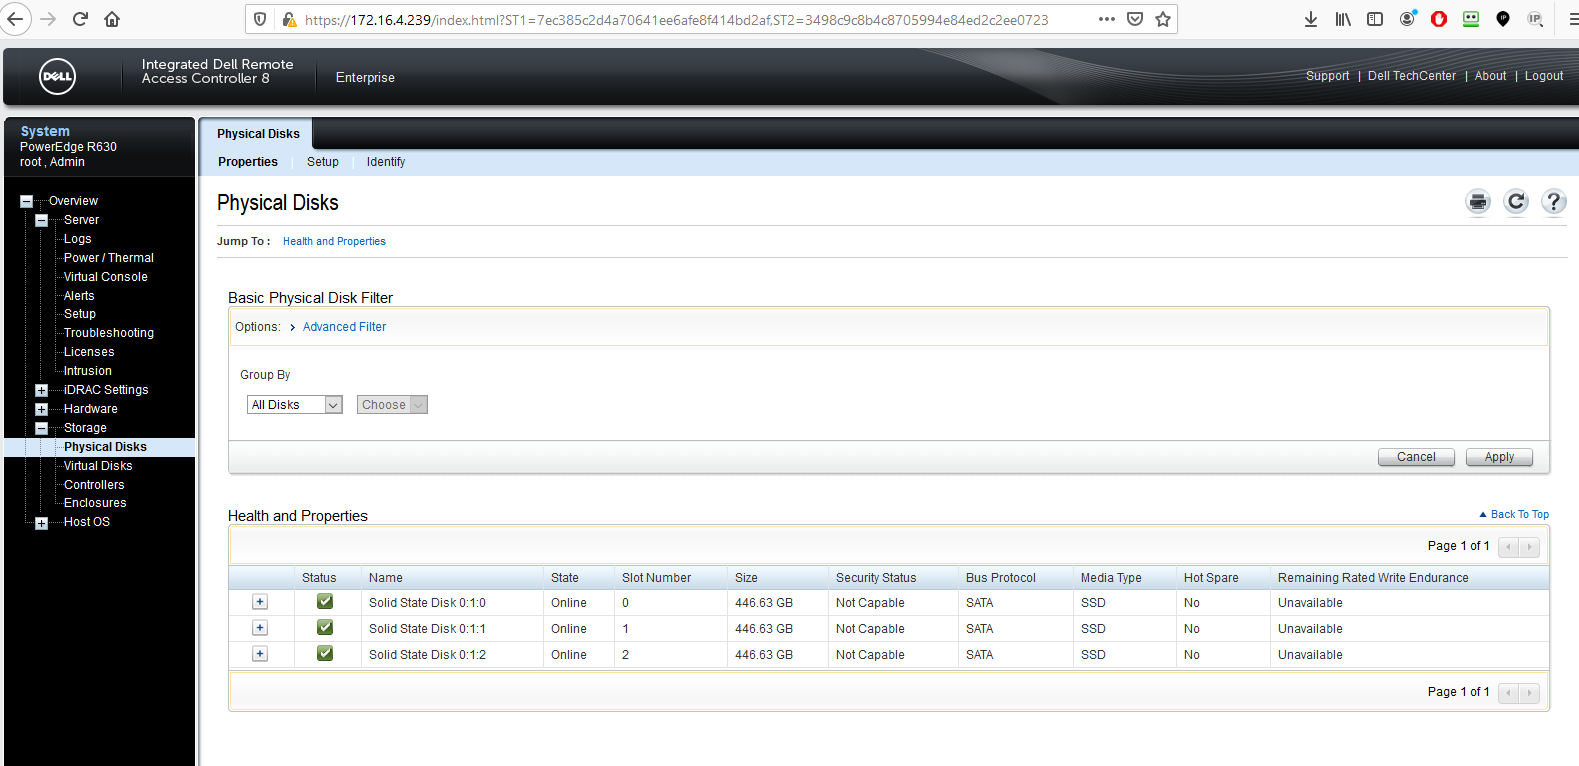 https://172.16.4.239/index.html?ST1=7ec385c2d4a70641ee6afe8f414bd2af,ST2=3498c9c8b4c8705994e84ed2c2ee0723
IP
IP
DELL
Integrated Dell Remote
Access Controller 8
Enterprise
Support | Dell TechCenter | About | Logout
System
PowerEdge R630
root , Admin
Overview
Server
Logs
Power / Thermal
Virtual Console
Alerts
Setup
Troubleshooting
Licenses
Intrusion
iDRAC Settings
Hardware
Storage
Physical Disks
Virtual Disks
Controllers
Enclosures
Host OS
Physical Disks
Properties | Setup | Identify
Physical Disks
Jump To : Health and Properties
Basic Physical Disk Filter
Options: Advanced Filter
Group By
All Disks Choose
Cancel Apply
Health and Properties
Back To Top
Page 1 of 1
Status Name State Slot Number Size Security Status Bus Protocol Media Type Hot Spare Remaining Rated Write Endurance
Solid State Disk 0:1:0 Online 0 446.63 GB Not Capable SATA SSD No Unavailable
Solid State Disk 0:1:1 Online 1 446.63 GB Not Capable SATA SSD No Unavailable
Solid State Disk 0:1:2 Online 2 446.63 GB Not Capable SATA SSD No Unavailable
Page 1 of 1